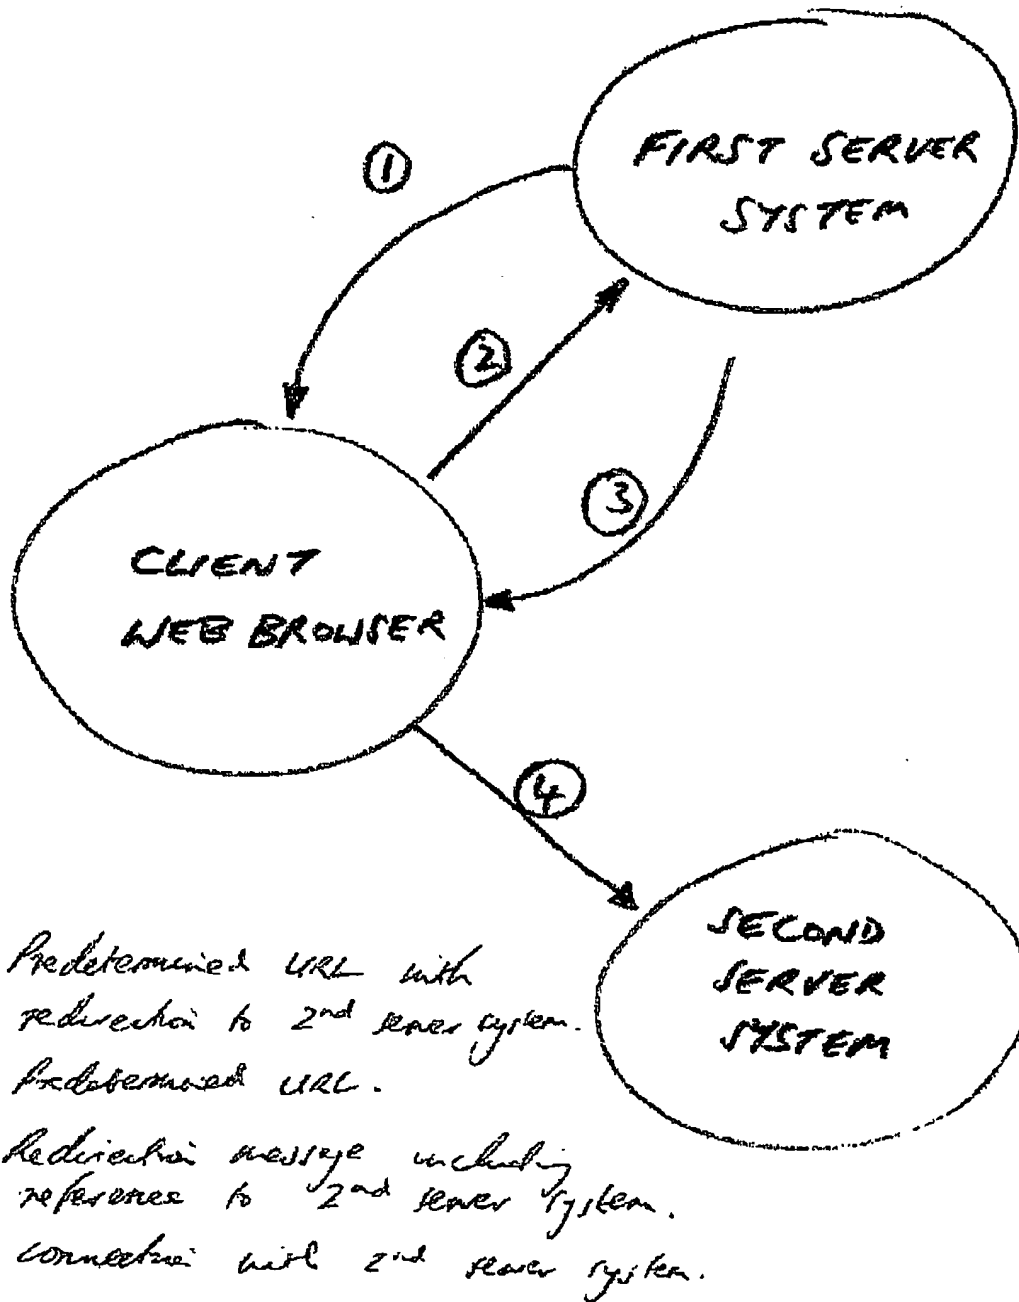 ①
FIRST SERVER
SYSTEM
②
③
CLIENT
WEB BROWSER
④
SECOND
SERVER
SYSTEM
Predetermined URL with
redirection to 2nd server system.
Predetermined URL.
Redirection message including
reference to 2nd server system.
connection with 2nd server system.